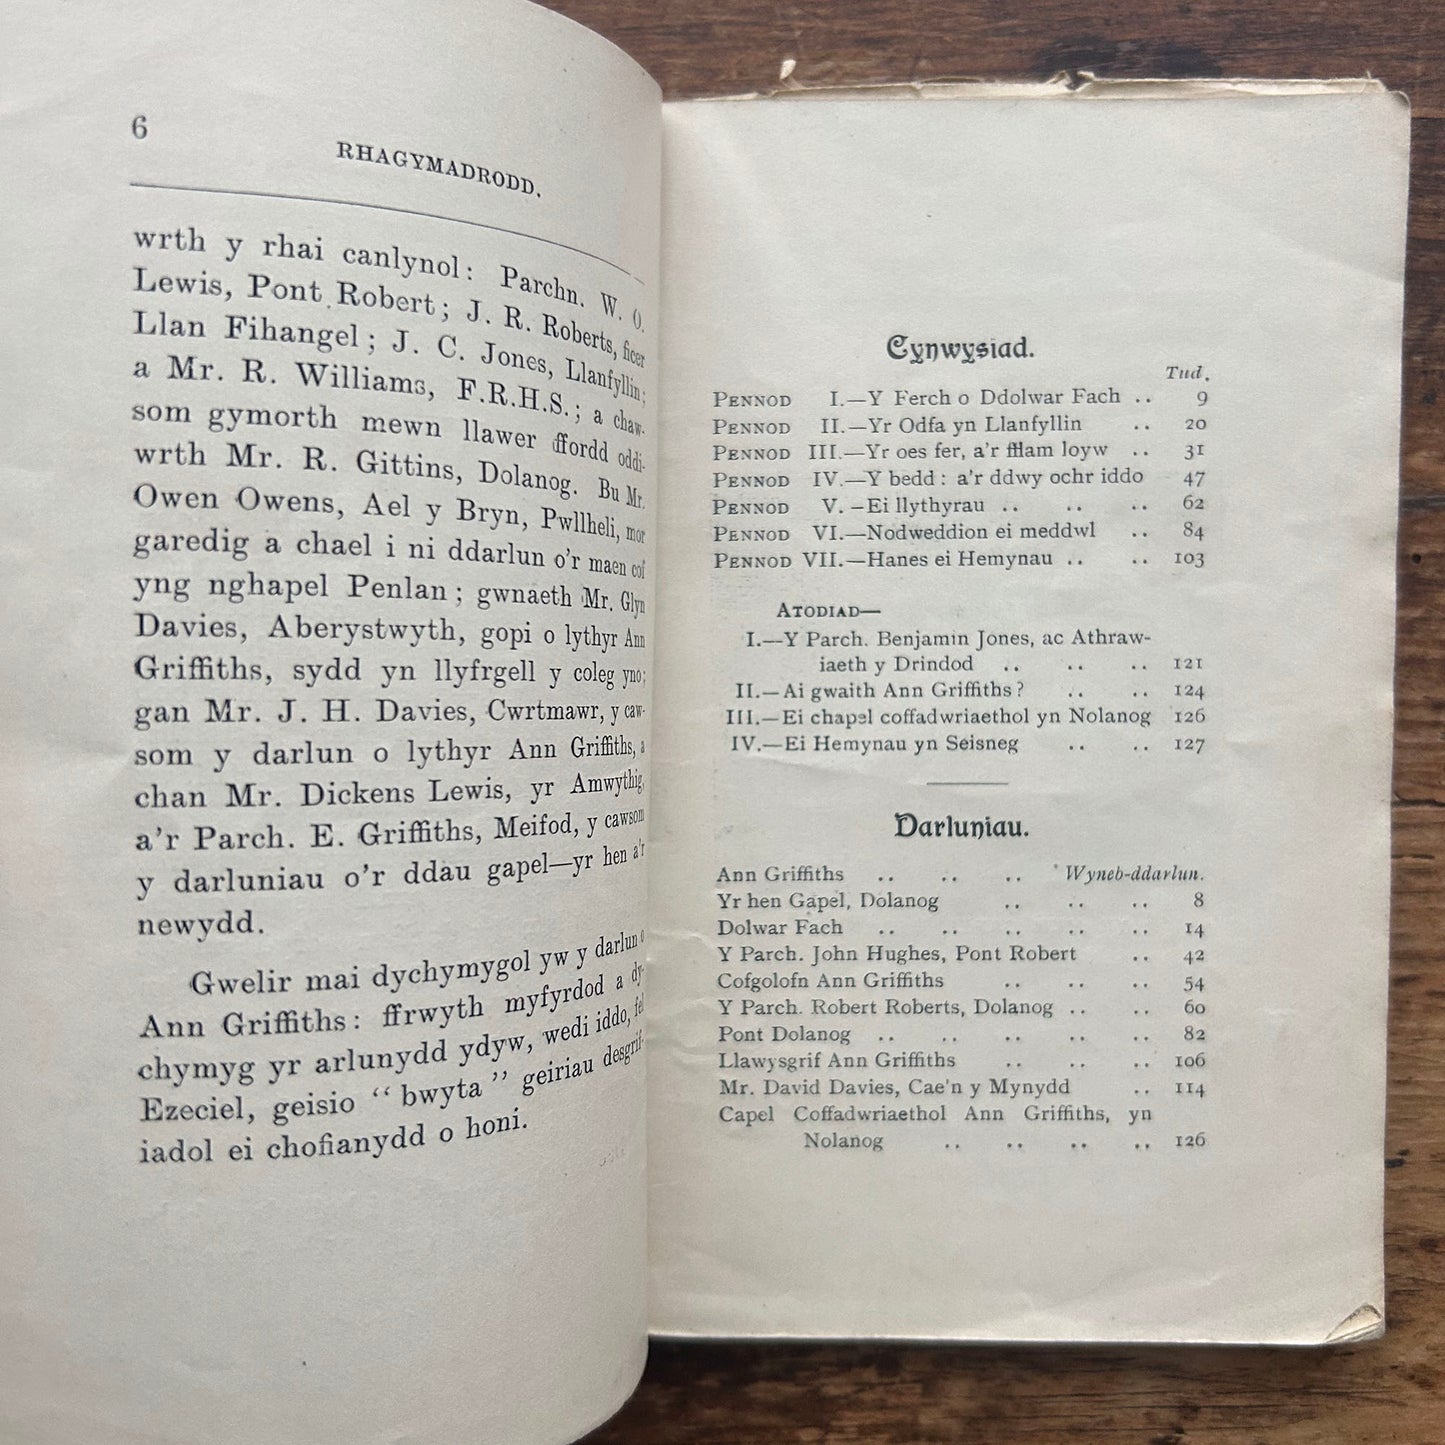 6
RHAGYMADRODD.
wrth y rhai canlynol: Parchn. W. O.
Lewis, Pont Robert; J. R. Roberts, ficer
Llan Fihangel; J. C. Jones, Llanfyllin;
a Mr. R. Williams, F.R.H.S.; a chaw-
som gymorth mewn llawer ffordd oddi-
wrth Mr. R. Gittins, Dolanog. Bu Mr.
Owen Owens, Ael y Bryn, Pwllheli, mor
garedig a chael i ni ddarlun o'r maen cof
yng nghapel Penlan; gwnaeth Mr. Glyn
Davies, Aberystwyth, gopi o lythyr Ann
Griffiths, sydd yn llyfrgell y coleg yno;
gan Mr. J. H. Davies, Cwrtmawr, y caw-
som y darlun o lythyr Ann Griffiths, a
chan Mr. Dickens Lewis, yr Amwythig,
a'r Parch. E. Griffiths, Meifod, y cawsom
y darluniau o'r ddau gapel—yr hen a'r
newydd.
Gwelir mai dychymygol yw y darlun o
Ann Griffiths: ffrwyth myfyrdod a dy-
chymyg yr arlunydd ydyw, wedi iddo, fel
Ezeciel, geisio "bwyta" geiriau desgrif-
iadol ei chofianydd o honi.
Cynwysiad.
Tud.
PENNOD I.—Y Ferch o Ddolwar Fach .. 9
PENNOD II.—Yr Odfa yn Llanfyllin .. 20
PENNOD III.—Yr oes fer, a'r fflam loyw .. 31
PENNOD IV.—Y bedd: a'r ddwy ochr iddo 47
PENNOD V.-Ei llythyrau .. .. .. 62
PENNOD VI.—Nodweddion ei meddwl .. 84
PENNOD VII.—Hanes ei Hemynau .. .. 103
ATODIAD—
I.—Y Parch. Benjamin Jones, ac Athraw-
iaeth y Drindod .. .. .. 121
II.—Ai gwaith Ann Griffiths? .. .. 124
III.—Ei chapel coffadwriaethol yn Nolanog 126
IV.—Ei Hemynau yn Seisneg .. .. 127
Darluniau.
Ann Griffiths .. .. .. Wyneb-ddarlun.
Yr hen Gapel, Dolanog .. .. .. 8
Dolwar Fach .. .. .. .. .. 14
Y Parch. John Hughes, Pont Robert .. 42
Cofgolofn Ann Griffiths .. .. .. 54
Y Parch. Robert Roberts, Dolanog .. .. 60
Pont Dolanog .. .. .. .. .. 82
Llawysgrif Ann Griffiths .. .. .. 106
Mr. David Davies, Cae'n y Mynydd .. 114
Capel Coffadwriaethol Ann Griffiths, yn
Nolanog .. .. .. .. 126